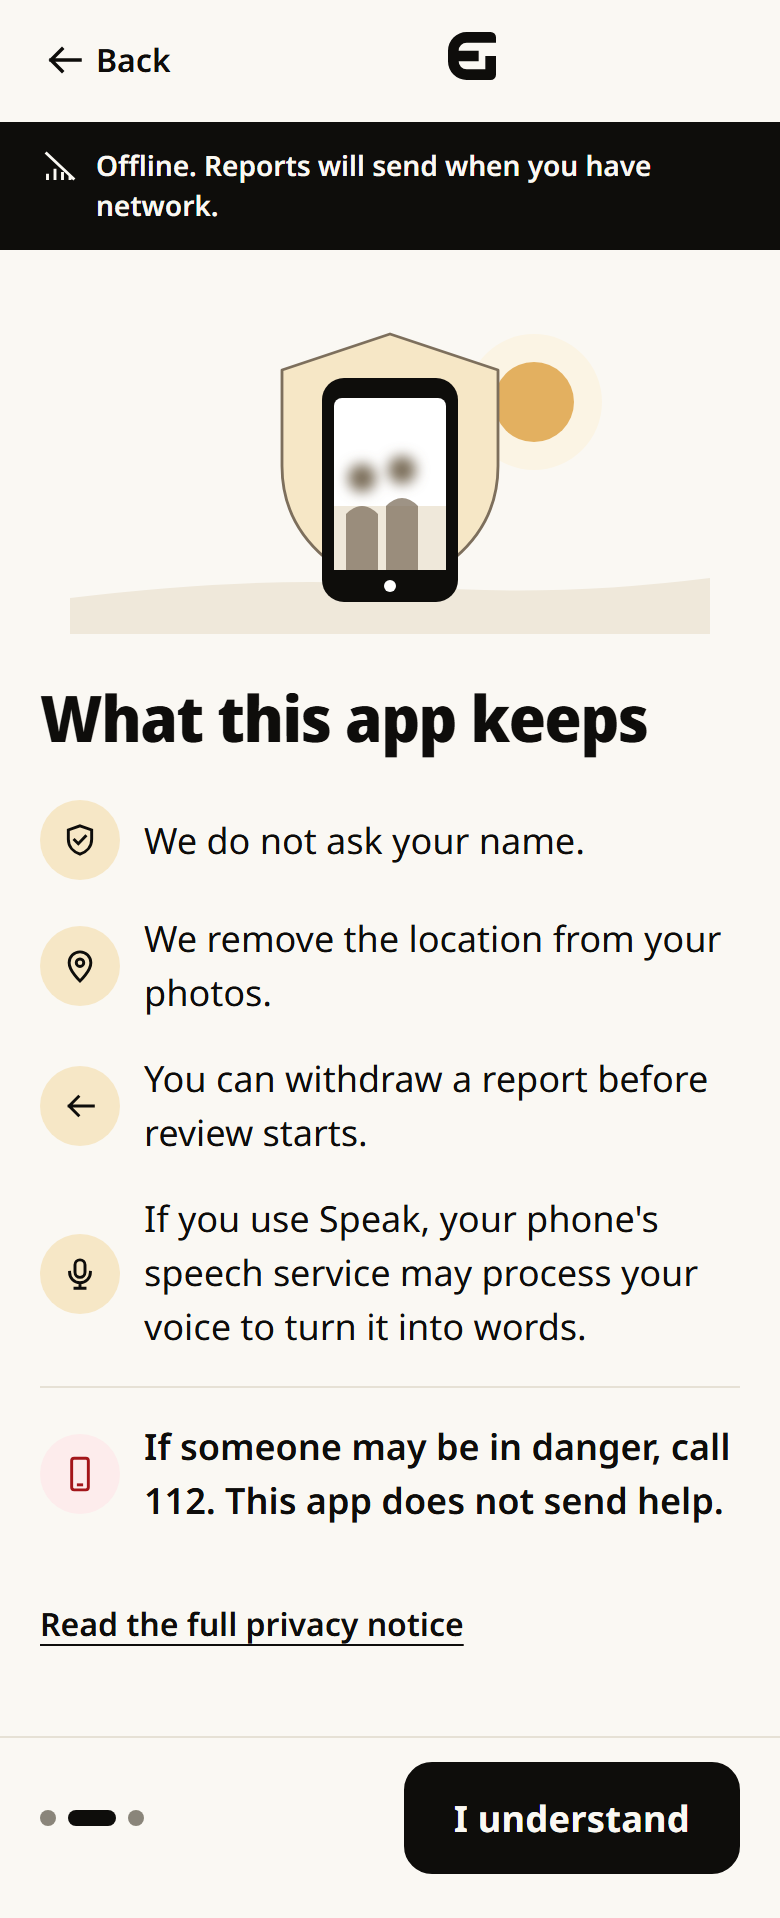 Back
Offline. Reports will send when you have
network.
What this app keeps
We do not ask your name.
We remove the location from your
photos.
You can withdraw a report before
review starts.
If you use Speak, your phone's
speech service may process your
voice to turn it into words.
If someone may be in danger, call
112. This app does not send help.
Read the full privacy notice
I understand